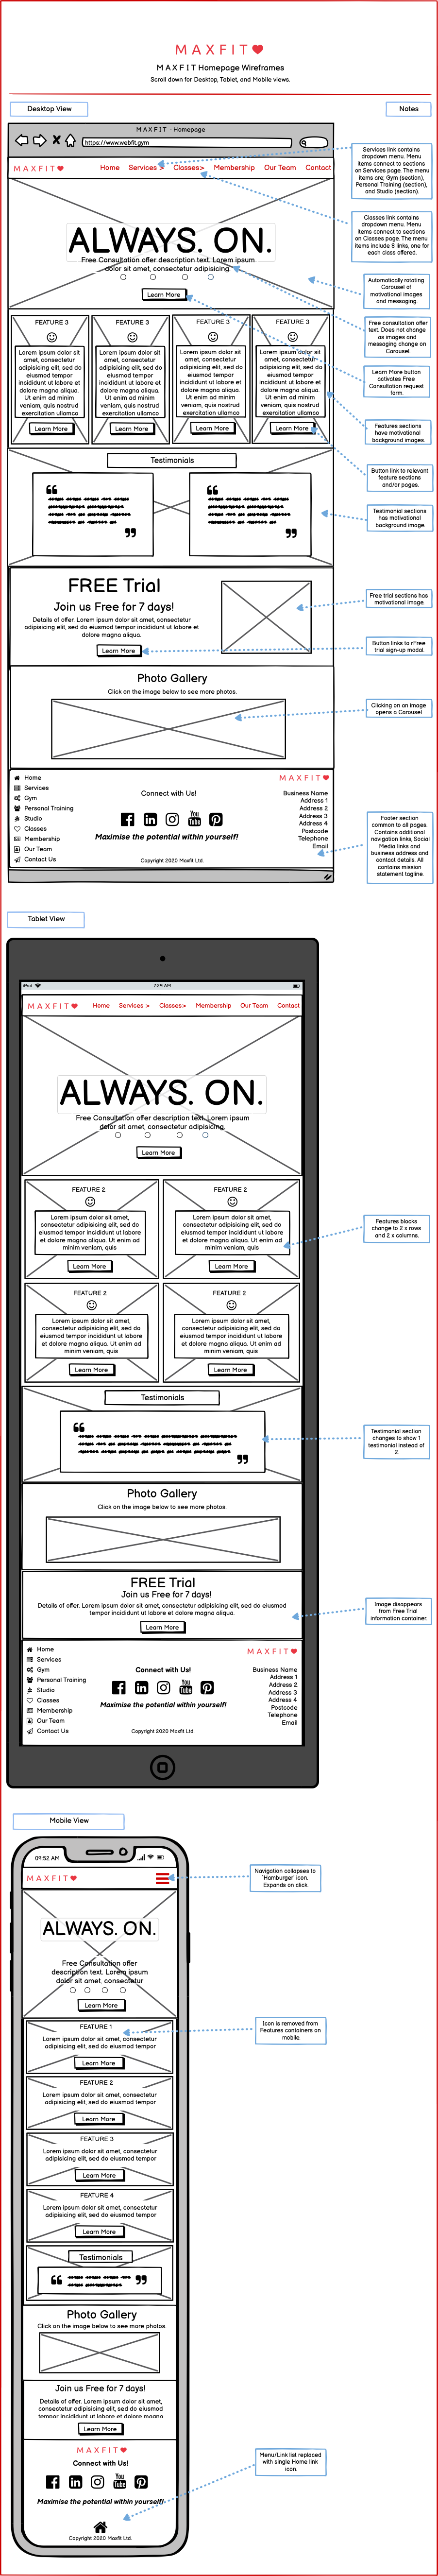 MAXFIT
M A X F I T Homepage Wireframes
Scroll down for Desktop, Tablet, and Mobile views.
Desktop View
Notes
M A X F I T - Homepage
https://www.webfit.gym
MAXFIT
Home Services > Classes> Membership Our Team Contact
ALWAYS. ON.
Free Consultation offer description text. Lorem ipsum
dolor sit amet, consectetur adipisicing.
Learn More
FEATURE 3
Lorem ipsum dolor sit
amet, consectetur
adipisicing elit, sed do
eiusmod tempor
incididunt ut labore et
dolore magna aliqua.
Ut enim ad minim
veniam, quis nostrud
exercitation ullamco
Learn More
FEATURE 3
Lorem ipsum dolor sit
amet, consectetur
adipisicing elit, sed do
eiusmod tempor
incididunt ut labore et
dolore magna aliqua.
Ut enim ad minim
veniam, quis nostrud
exercitation ullamco
Learn More
FEATURE 3
Lorem ipsum dolor sit
amet, consectetur
adipisicing elit, sed do
eiusmod tempor
incididunt ut labore et
dolore magna aliqua.
Ut enim ad minim
veniam, quis nostrud
exercitation ullamco
Learn More
FEATURE 3
Lorem ipsum dolor sit
amet, consectetur
adipisicing elit, sed do
eiusmod tempor
incididunt ut labore et
dolore magna aliqua.
Ut enim ad minim
veniam, quis nostrud
exercitation ullamco
Learn More
Testimonials
FREE Trial
Join us Free for 7 days!
Details of offer. Lorem ipsum dolor sit amet, consectetur
adipisicing elit, sed do eiusmod tempor incididunt ut labore et
dolore magna aliqua.
Learn More
Photo Gallery
Click on the image below to see more photos.
Home
Services
Gym
Personal Training
Studio
Classes
Membership
Our Team
Contact Us
Connect with Us!
You
Tube
Maximise the potential within yourself!
Copyright 2020 Maxfit Ltd.
MAXFIT
Business Name
Address 1
Address 2
Address 3
Address 4
Postcode
Telephone
Email
Services link contains
dropdown menu. Menu
items connect to sections
on Services page. The menu
items are; Gym (section),
Personal Training (section),
and Studio (section).
Classes link contains
dropdown menu. Menu
items connect to sections
on Classes page. The menu
items include 8 links, one for
each class offered.
Automatically rotating
Carousel of
motivational images
and messaging.
Free consultation offer
text. Does not change
as images and
messaging change on
Carousel.
Learn More button
activates Free
Consultation request
form.
Features sections
have motivational
background images.
Button link to relevant
feature sections
and/or pages.
Testimonial sections
has motivational
background image.
Free trial sections has
motivational image
Button links to rFree
trial sign-up modal.
Clicking on an image
opens a Carousel
Footer section
common to all pages.
Contains additional
navigation links, Social
Media links and
business address and
contact details. All
contains mission
statement tagline.
Tablet View
iPad
7:29 AM
MAXFIT
Home Services > Classes> Membership Our Team Contact
ALWAYS. ON.
Free Consultation offer description text. Lorem ipsum
dolor sit amet, consectetur adipisicing.
Learn More
FEATURE 2
Lorem ipsum dolor sit amet,
consectetur adipisicing elit, sed do
eiusmod tempor incididunt ut labore
et dolore magna aliqua. Ut enim ad
minim veniam, quis
Learn More
FEATURE 2
Lorem ipsum dolor sit amet,
consectetur adipisicing elit, sed do
eiusmod tempor incididunt ut labore
et dolore magna aliqua. Ut enim ad
minim veniam, quis
Learn More
FEATURE 2
Lorem ipsum dolor sit amet,
consectetur adipisicing elit, sed do
eiusmod tempor incididunt ut labore
et dolore magna aliqua. Ut enim ad
minim veniam, quis
Learn More
FEATURE 2
Lorem ipsum dolor sit amet,
consectetur adipisicing elit, sed do
eiusmod tempor incididunt ut labore
et dolore magna aliqua. Ut enim ad
minim veniam, quis
Learn More
Testimonials
Photo Gallery
Click on the image below to see more photos.
FREE Trial
Join us Free for 7 days!
Details of offer. Lorem ipsum dolor sit amet, consectetur adipisicing elit, sed do eiusmod
tempor incididunt ut labore et dolore magna aliqua.
Learn More
Home
Services
Gym
Personal Training
Studio
Classes
Membership
Our Team
Contact Us
Connect with Us!
You
Tube
Maximise the potential within yourself!
Copyright 2020 Maxfit Ltd.
MAXFIT
Business Name
Address 1
Address 2
Address 3
Address 4
Postcode
Telephone
Email
Features blocks
change to 2 x rows
and 2 x columns.
Testimonial section
changes to show 1
testimonial instead of
2.
Image disappears
from Free Trial
information container.
Mobile View
09:52 AM
MAXFIT
ALWAYS. ON.
Free Consultation offer
description text. Lorem ipsum
dolor sit amet, consectetur
Learn More
FEATURE 1
Lorem ipsum dolor sit amet, consectetur
adipisicing elit, sed do eiusmod tempor
Learn More
FEATURE 2
Lorem ipsum dolor sit amet, consectetur
adipisicing elit, sed do eiusmod tempor
Learn More
FEATURE 3
Lorem ipsum dolor sit amet, consectetur
adipisicing elit, sed do eiusmod tempor
Learn More
FEATURE 4
Lorem ipsum dolor sit amet, consectetur
adipisicing elit, sed do eiusmod tempor
Learn More
Testimonials
Photo Gallery
Click on the image below to see more photos.
Join us Free for 7 days!
Details of offer. Lorem ipsum dolor sit amet,
consectetur adipisicing elit, sed do eiusmod
tempor incididunt ut labore et dolore magna
Learn More
MAXFIT
Connect with Us!
You
Tube
Maximise the potential within yourself!
Copyright 2020 Maxfit Ltd.
Navigation collapses to
'Hamburger' icon.
Expands on click.
Icon is removed from
Features containers on
mobile.
Menu/Link list replaced
with single Home link
icon.